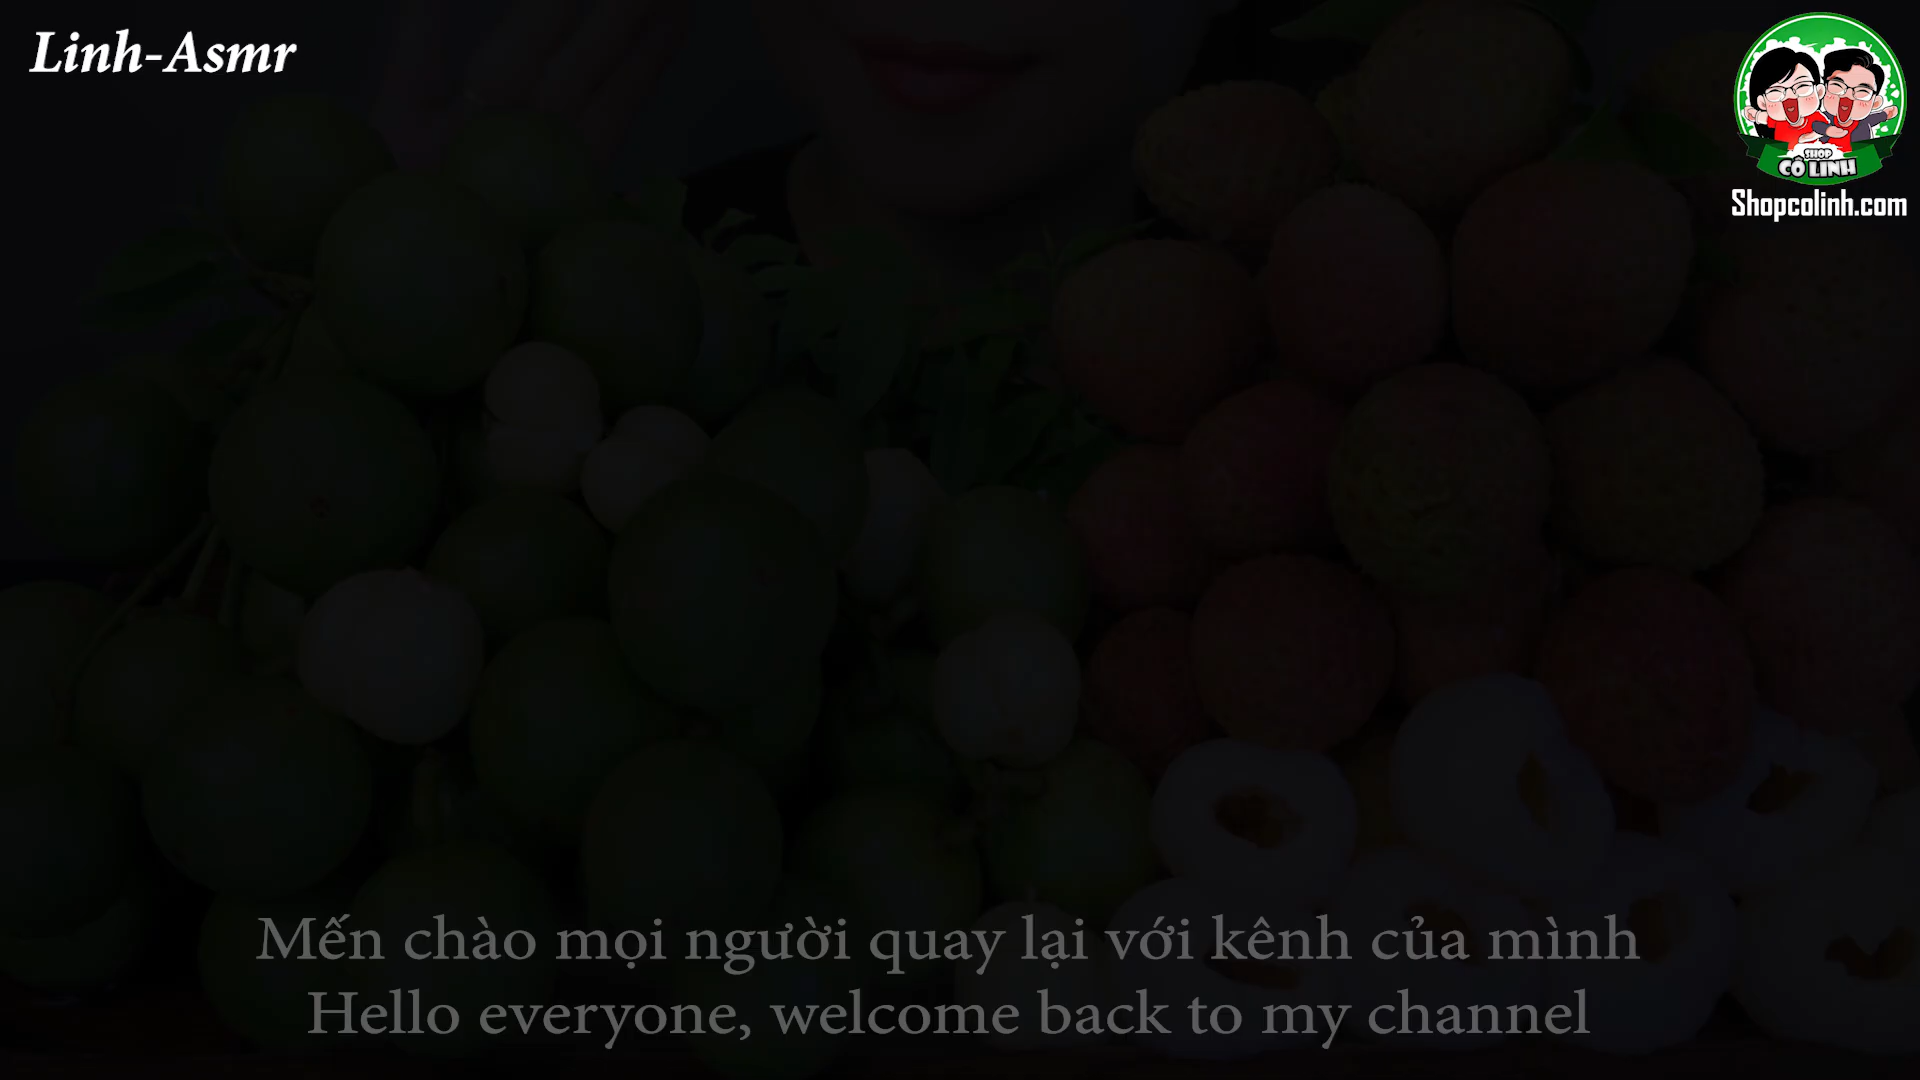 Linh-Asmr
SHOP
CÔ LINH
Shopcolinh.com
Mến chào mọi người quay lại với kênh của mình
Hello everyone, welcome back to my channel